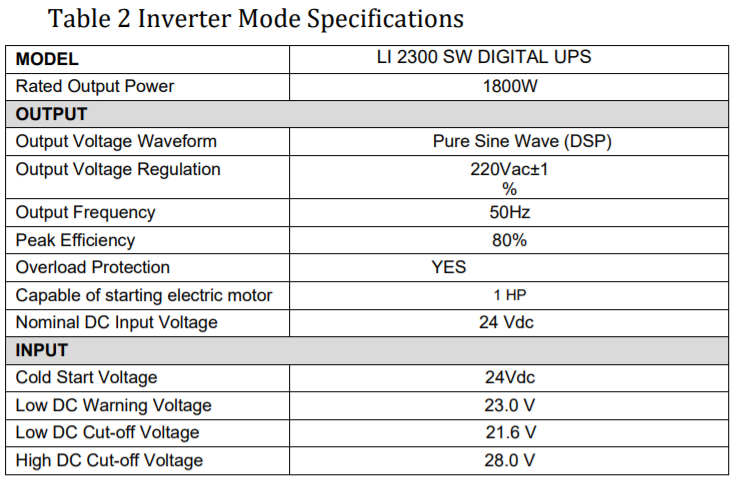 Table 2 Inverter Mode Specifications
MODEL LI 2300 SW DIGITAL UPS
Rated Output Power 1800W
OUTPUT
Output Voltage Waveform Pure Sine Wave (DSP)
Output Voltage Regulation 220Vac±1
%
Output Frequency 50Hz
Peak Efficiency 80%
Overload Protection YES
Capable of starting electric motor 1 HP
Nominal DC Input Voltage 24 Vdc
INPUT
Cold Start Voltage 24Vdc
Low DC Warning Voltage 23.0 V
Low DC Cut-off Voltage 21.6 V
High DC Cut-off Voltage 28.0 V